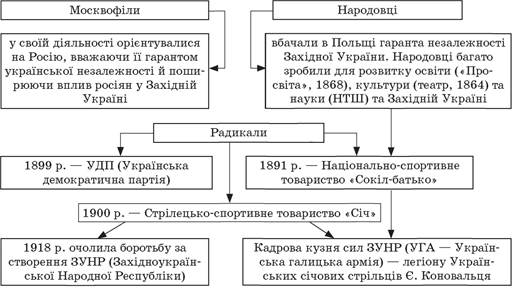 Москвофіли
Народовці
у своїй діяльності орієнтувалися
на Росію, вважаючи її гарантом
української незалежності й поши-
рюючи вплив росіян у Західній
Україні
вбачали в Польщі гаранта незалежності
Західної України. Народовці багато
зробили для розвитку освіти («Про-
світа», 1868), культури (театр, 1864) та
науки (НТШ) та Західній Україні
Радикали
1899 р. — УДП (Українська
демократична партія)
1891 р. — Національно-спортивне
товариство «Сокіл-батько»
1900 р. — Стрілецько-спортивне товариство «Січ»
1918 р. очолила боротьбу за
створення ЗУНР (Західноукраїн-
ської Народної Республіки)
Кадрова кузня сил ЗУНР (УГА — Україн-
ська галицька армія) — легіону Україн-
ських січових стрільців Є. Коновальця